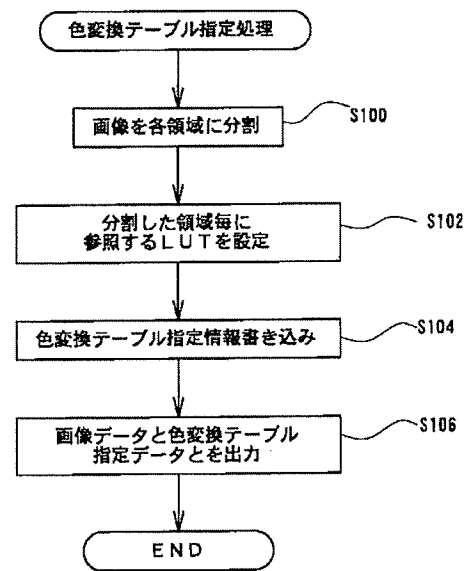 色変換テーブル指定処理
画像を各領域に分割
S100
分割した領域毎に
参照するLUTを設定
S102
色変換テーブル指定情報書き込み
S104
画像データと色変換テーブル
指定データとを出力
S106
END